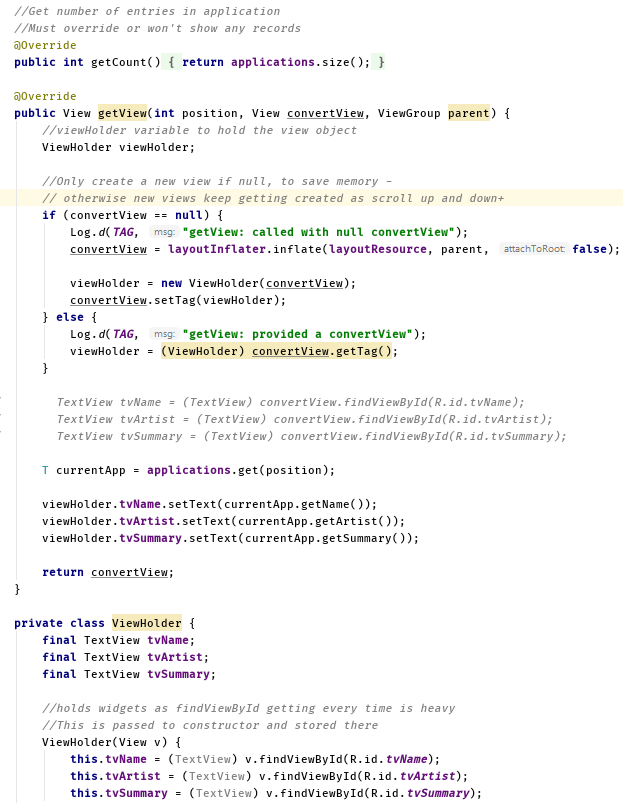 //Get number of entries in application
//Must override or won't show any records
@Override
public int getCount() { return applications.size(); }
@Override
public View getView(int position, View convertView, ViewGroup parent) {
//viewHolder variable to hold the view object
ViewHolder viewHolder;
//Only create a new view if null, to save memory -
// otherwise new views keep getting created as scroll up and down+
if (convertView == null) {
Log.d(TAG, msg: "getView: called with null convertView");
convertView = layoutInflater.inflate(layoutResource, parent, attachToRoot: false);
viewHolder = new ViewHolder(convertView);
convertView.setTag(viewHolder);
} else {
Log.d(TAG, msg: "getView: provided a convertView");
viewHolder = (ViewHolder) convertView.getTag();
}
TextView tvName = (TextView) convertView.findViewById(R.id.tvName);
TextView tvArtist = (TextView) convertView.findViewById(R.id.tvArtist);
TextView tvSummary = (TextView) convertView.findViewById(R.id.tvSummary);
T currentApp = applications.get(position);
viewHolder.tvName.setText(currentApp.getName());
viewHolder.tvArtist.setText(currentApp.getArtist());
viewHolder.tvSummary.setText(currentApp.getSummary());
return convertView;
}
private class ViewHolder {
final TextView tvName;
final TextView tvArtist;
final TextView tvSummary;
//holds widgets as findViewById getting every time is heavy
//This is passed to constructor and stored there
ViewHolder(View v) {
this.tvName = (TextView) v.findViewById(R.id.tvName);
this.tvArtist = (TextView) v.findViewById(R.id.tvArtist);
this.tvSummary = (TextView) v.findViewById(R.id.tvSummary);